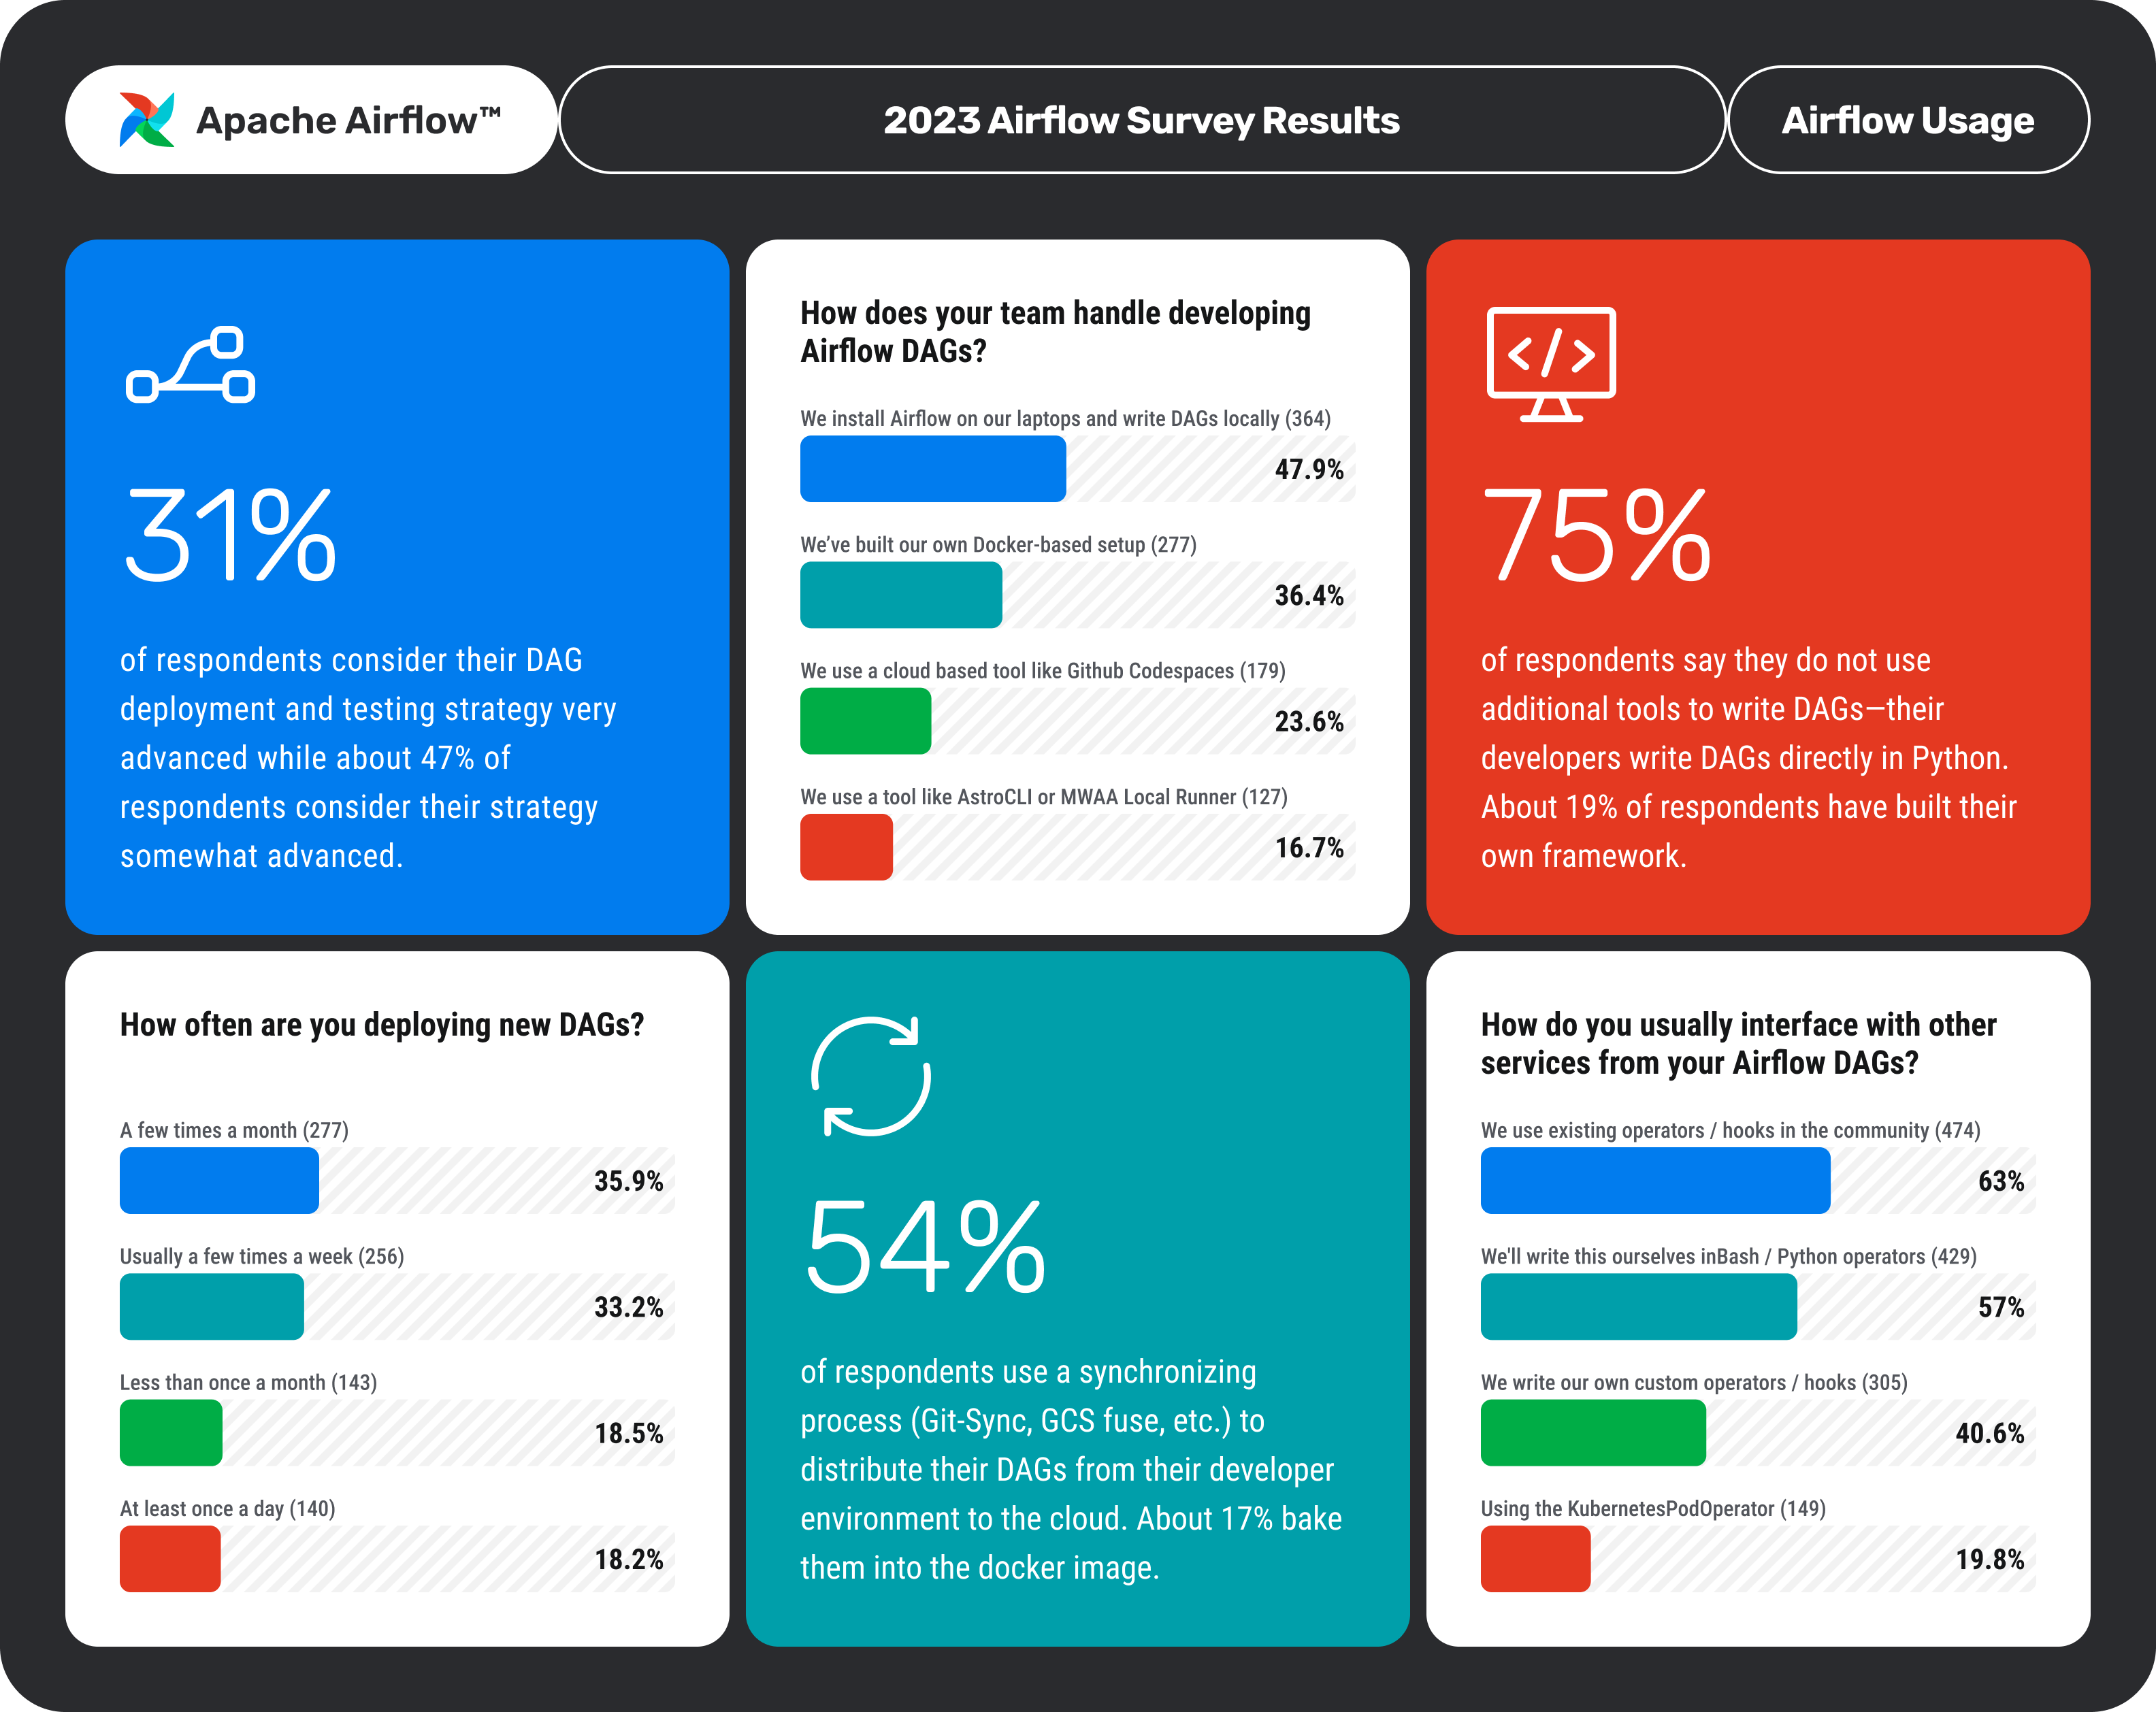 Apache Airflow™
2023 Airflow Survey Results
Airflow Usage
31%
of respondents consider their DAG
deployment and testing strategy very
advanced while about 47% of
respondents consider their strategy
somewhat advanced.
How does your team handle developing
Airflow DAGs?
We install Airflow on our laptops and write DAGs locally (364)
47.9%
We’ve built our own Docker-based setup (277)
36.4%
We use a cloud based tool like Github Codespaces (179)
23.6%
We use a tool like AstroCLI or MWAA Local Runner (127)
16.7%
75%
of respondents say they do not use
additional tools to write DAGs—their
developers write DAGs directly in Python.
About 19% of respondents have built their
own framework.
How often are you deploying new DAGs?
A few times a month (277)
35.9%
Usually a few times a week (256)
33.2%
Less than once a month (143)
18.5%
At least once a day (140)
18.2%
54%
of respondents use a synchronizing
process (Git-Sync, GCS fuse, etc.) to
distribute their DAGs from their developer
environment to the cloud. About 17% bake
them into the docker image.
How do you usually interface with other
services from your Airflow DAGs?
We use existing operators / hooks in the community (474)
63%
We'll write this ourselves inBash / Python operators (429)
57%
We write our own custom operators / hooks (305)
40.6%
Using the KubernetesPodOperator (149)
19.8%